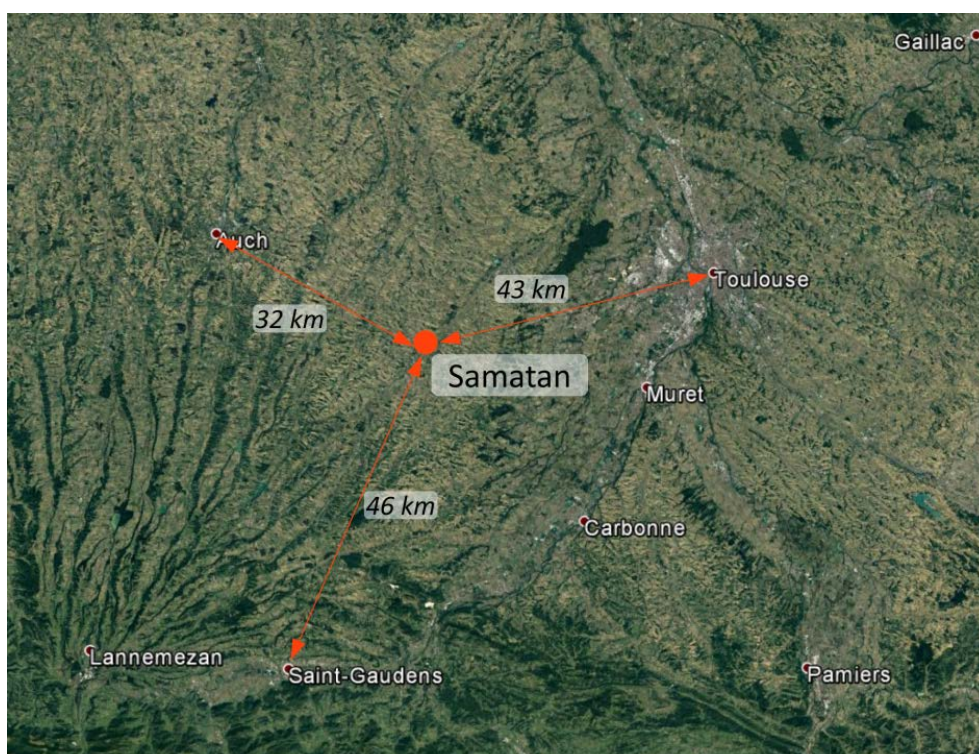 Gaillac
Auch
Toulouse
43 km
32 km
Samatan
Muret
46 km
Carbonne
Lannemezan
Saint-Gaudens
Pamiers